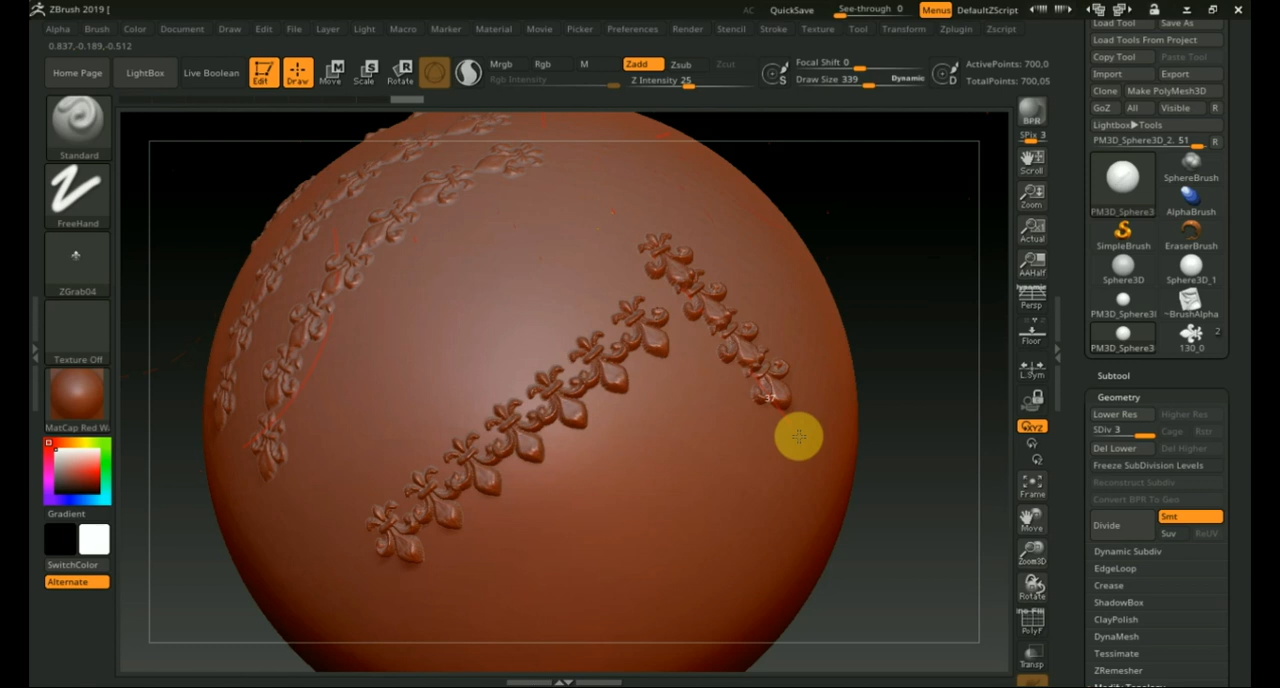 ZBrush 2019 [
AC QuickSave See-through 0 Menus DefaultZScript
Alpha Brush Color Document Draw Edit File Layer Light Macro Marker Material Movie Picker Preferences Render Stencil Stroke Texture Tool Transform Zplugin Zscript
0.837,-0.189,-0.512
Home Page LightBox Live Boolean Edit Draw Move Scale Rotate
Mrgb Rgb M Zadd Zsub Zcut
Rgb Intensity Z Intensity 25
Focal Shift 0
Draw Size 339 Dynamic
S
D
ActivePoints: 700,0
TotalPoints: 700,05
Standard
FreeHand
ZGrab04
Texture Off
MatCap Red W
Gradient
SwitchColor
Alternate
37
BPR
SPix 3
Scroll
Zoom
Actual
AAHalf
Persp
Floor
L.Sym
XYZ
Frame
Move
Zoom3D
Rotate
PolyF
Transp
Load Tool Save As
Load Tools From Project
Copy Tool Paste Tool
Import Export
Clone Make PolyMesh3D
GoZ All Visible R
Lightbox▶Tools
PM3D_Sphere3D_2. 51 R
PM3D_Sphere3 SphereBrush
AlphaBrush
SimpleBrush EraserBrush
Sphere3D Sphere3D_1
PM3D_Sphere3 ~BrushAlpha
2
PM3D_Sphere3 130_0
Subtool
Geometry
Lower Res Higher Res
SDiv 3 Cage Rstr
Del Lower Del Higher
Freeze SubDivision Levels
Reconstruct Subdiv
Convert BPR To Geo
Divide Smt
Suv ReUV
Dynamic Subdiv
EdgeLoop
Crease
ShadowBox
ClayPolish
DynaMesh
Tessimate
ZRemesher
Modify Topology